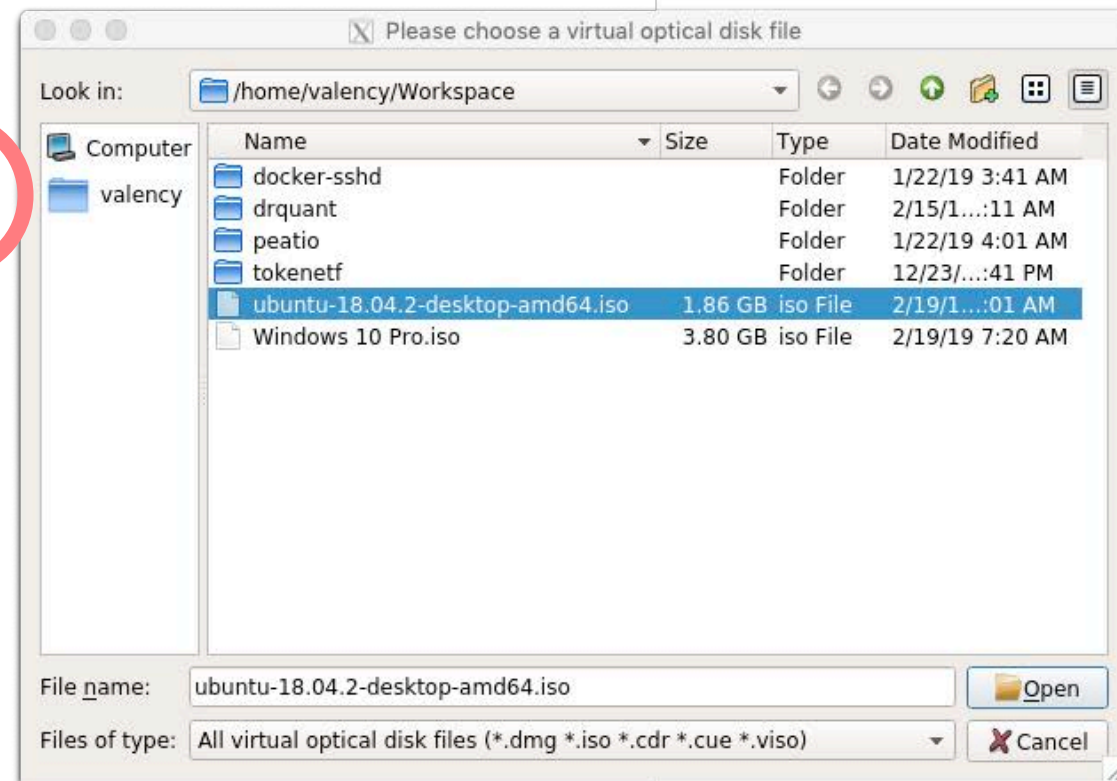 Please choose a virtual optical disk file
Look in: /home/valency/Workspace
Computer
valency
Name Size Type Date Modified
docker-sshd Folder 1/22/19 3:41 AM
drquant Folder 2/15/1...:11 AM
peatio Folder 1/22/19 4:01 AM
tokenetf Folder 12/23/...:41 PM
ubuntu-18.04.2-desktop-amd64.iso 1.86 GB iso File 2/19/1...:01 AM
Windows 10 Pro.iso 3.80 GB iso File 2/19/19 7:20 AM
File name: ubuntu-18.04.2-desktop-amd64.iso Open
Files of type: All virtual optical disk files (*.dmg *.iso *.cdr *.cue *.viso) Cancel